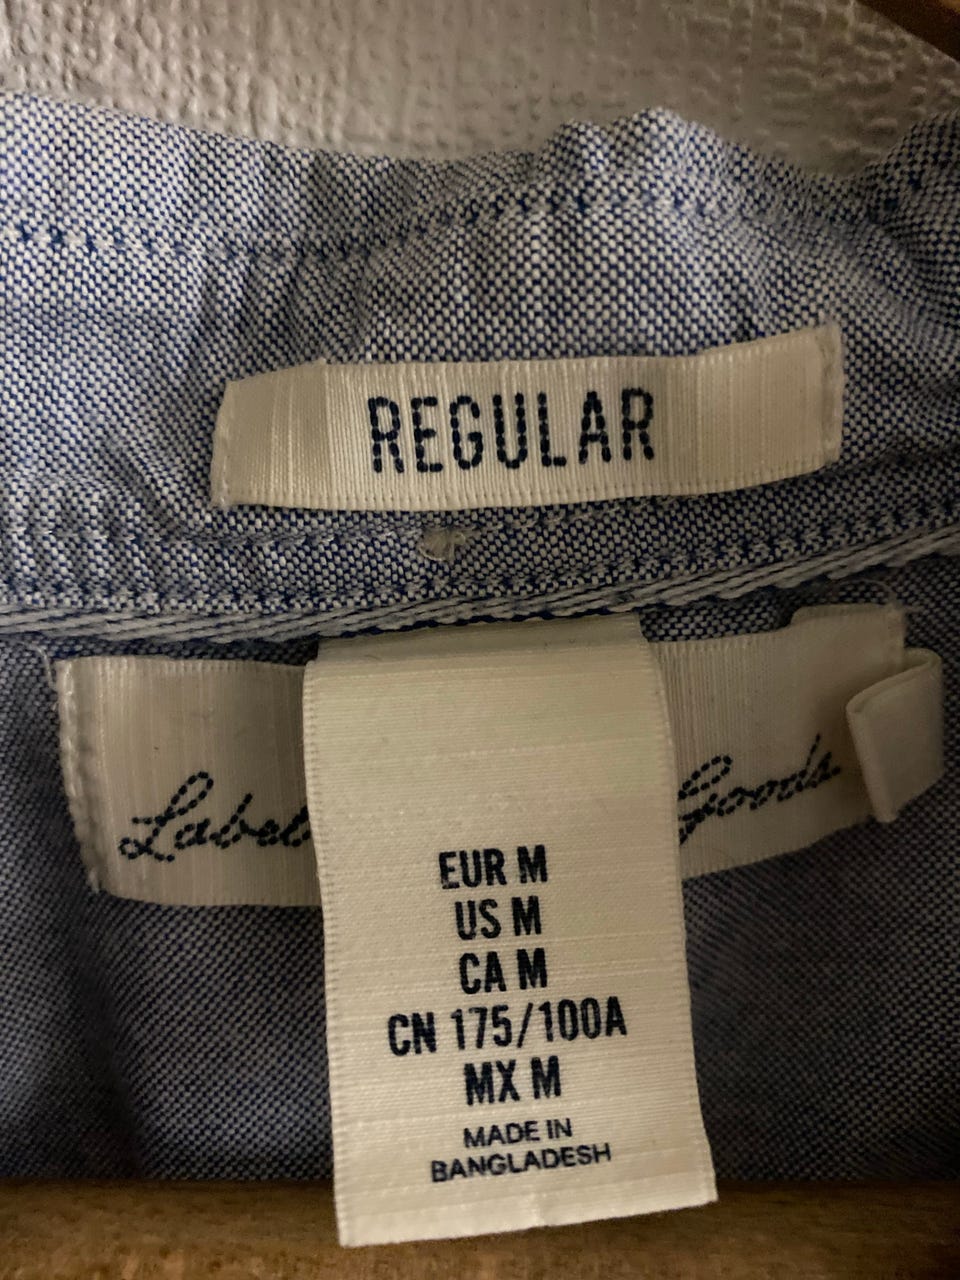 REGULAR
Label Goods
EUR M
US M
CA M
CN 175/100A
MX M
MADE IN
BANGLADESH